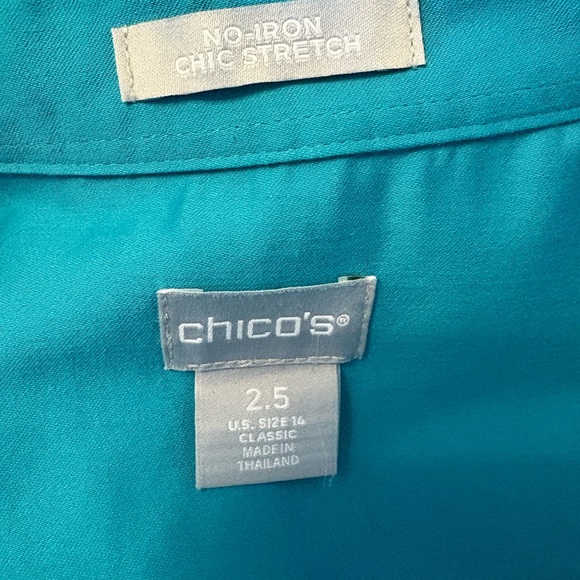 NO-IRON
CHIC STRETCH
chico's®
2.5
U.S. SIZE 14
CLASSIC
MADE IN
THAILAND